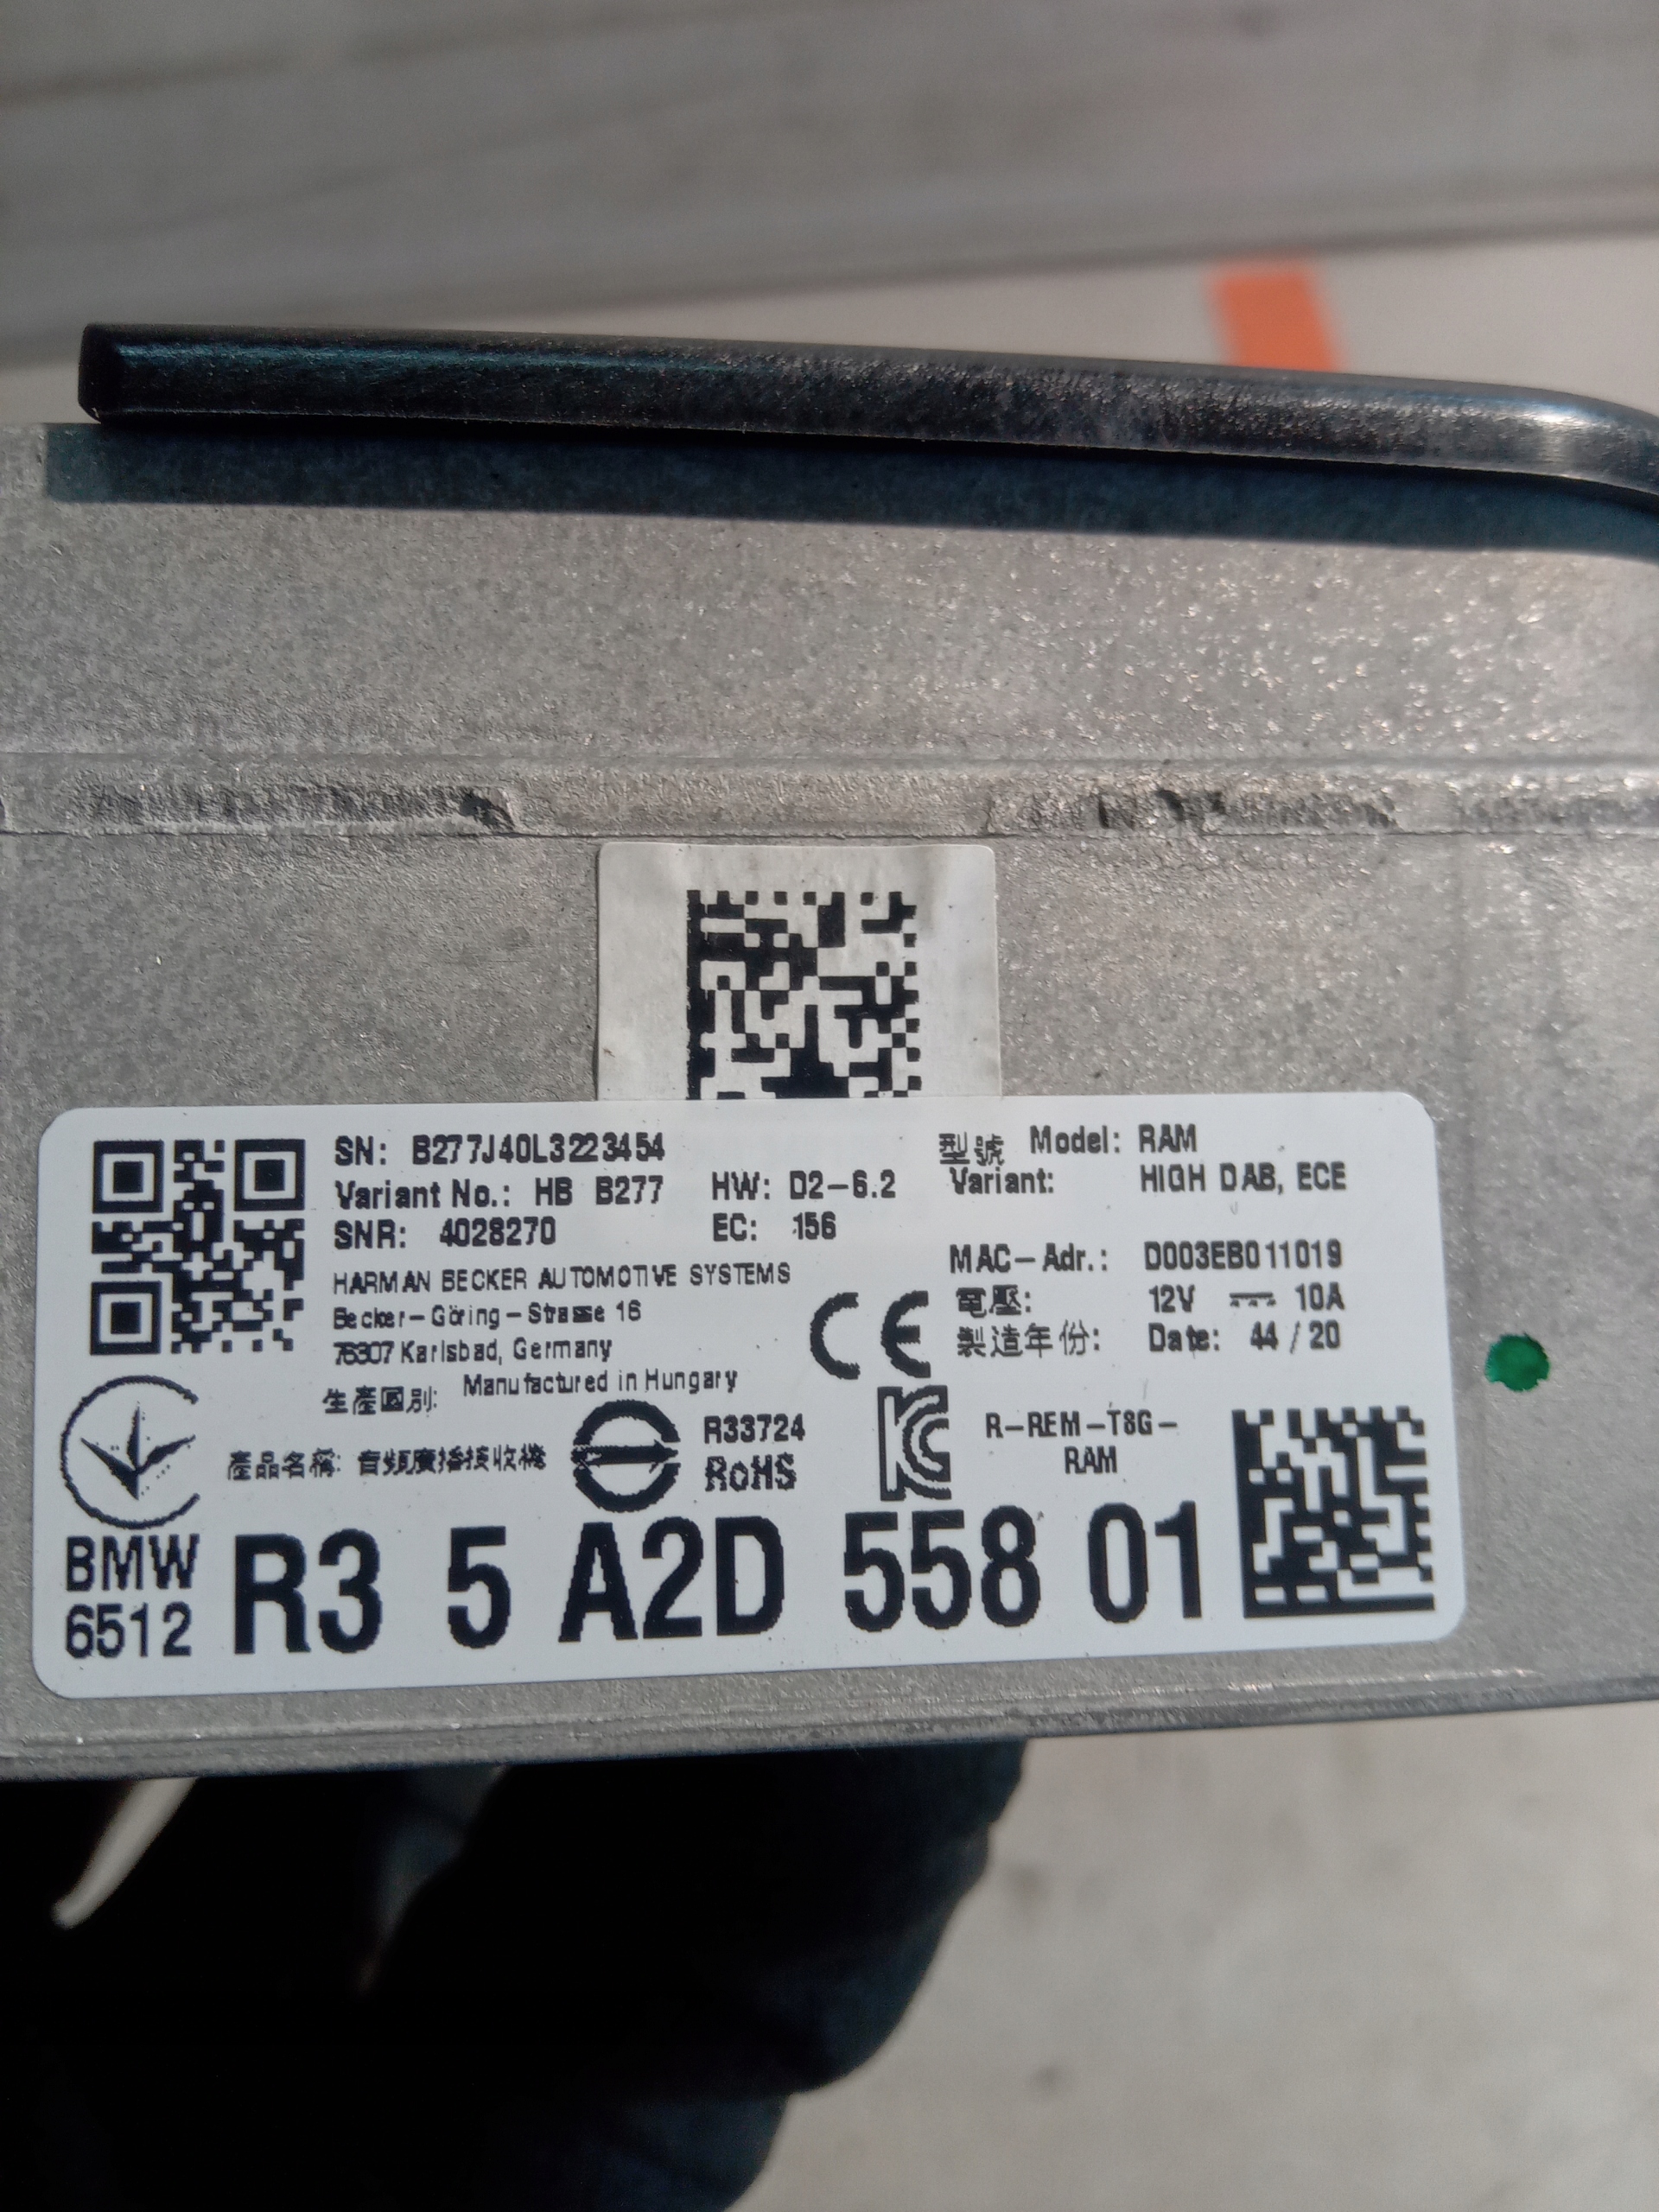 SN: B277J40L3223454
Variant No.: HB B277 HW: D2-6.2
SNR: 4028270 EC: 156
型號 Model: RAM
Variant: HIGH DAB, ECE
HARMAN BECKER AUTOMOTIVE SYSTEMS
Becker-Göring-Strasse 16
76307 Karlsbad, Germany
生產國別: Manufactured in Hungary
MAC-Adr.: D003EB011019
電壓: 12V 10A
製造年份: Date: 44 / 20
CE
產品名稱: 音頻廣播接收機
R33724
RoHS
R-REM-T8G-
RAM
BMW
6512
R3 5 A2D 558 01